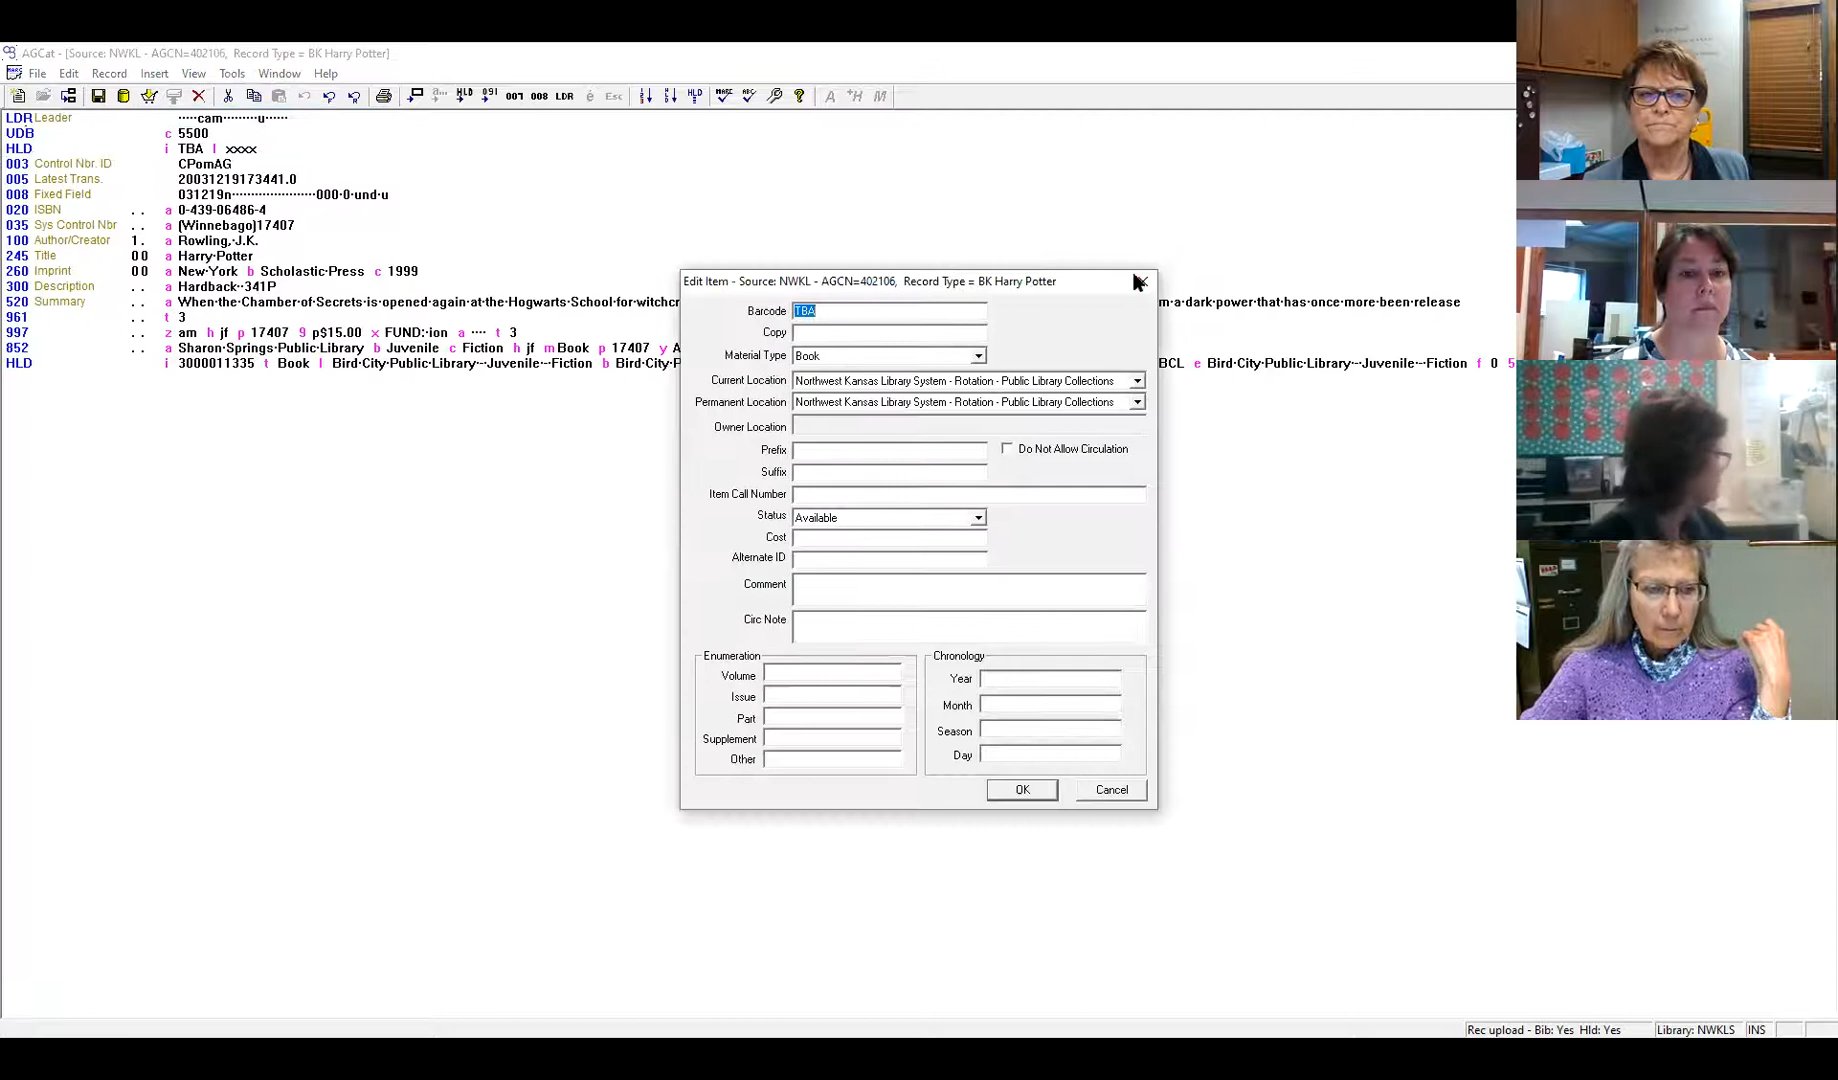 AGCat - [Source: NWKL - AGCN=402106, Record Type = BK Harry Potter]
File Edit Record Insert View Tools Window Help
HLD 091 007 008 LDR é Esc HLD MARC ABC A +H M
LDR Leader ·····cam········u······
UDB c 5500
HLD i TBA l xxxx
003 Control Nbr. ID CPomAG
005 Latest Trans. 20031219173441.0
008 Fixed Field 031219n······················000·0·und·u
020 ISBN . . a 0-439-06486-4
035 Sys Control Nbr . . a (Winnebago)17407
100 Author/Creator 1. a Rowling,·J.K.
245 Title 0 0 a Harry·Potter
260 Imprint 0 0 a New·York b Scholastic·Press c 1999
300 Description . . a Hardback··341P
520 Summary . . a When·the·Chamber·of·Secrets·is·opened·again·at·the·Hogwarts·School·for·witchcr m·a·dark·power·that·has·once·more·been·release
961 . . t 3
997 . . z am h jf p 17407 9 p$15.00 x FUND:·ion a ···· t 3
852 . . a Sharon·Springs·Public·Library b Juvenile c Fiction h jf m Book p 17407 y A
HLD i 3000011335 t Book l Bird·City·Public·Library···Juvenile···Fiction b Bird·City·P BCL e Bird·City·Public·Library···Juvenile···Fiction f 0 5
Edit Item - Source: NWKL - AGCN=402106, Record Type = BK Harry Potter
Barcode TBA
Copy
Material Type Book
Current Location Northwest Kansas Library System - Rotation - Public Library Collections
Permanent Location Northwest Kansas Library System - Rotation - Public Library Collections
Owner Location
Prefix Do Not Allow Circulation
Suffix
Item Call Number
Status Available
Cost
Alternate ID
Comment
Circ Note
Enumeration Chronology
Volume Year
Issue Month
Part Season
Supplement Day
Other
OK Cancel
Rec upload - Bib: Yes Hld: Yes Library: NWKLS INS